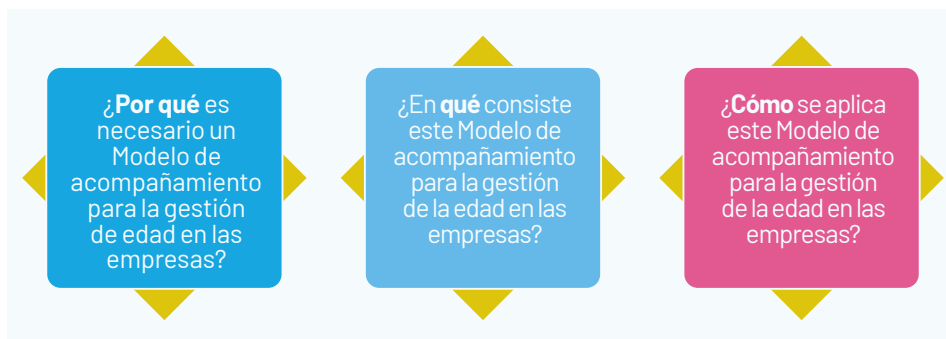 ¿Por qué es
necesario un
Modelo de
acompañamiento
para la gestión
de edad en las
empresas?
¿En qué consiste
este Modelo de
acompañamiento
para la gestión
de la edad en las
empresas?
¿Cómo se aplica
este Modelo de
acompañamiento
para la gestión
de la edad en las
empresas?